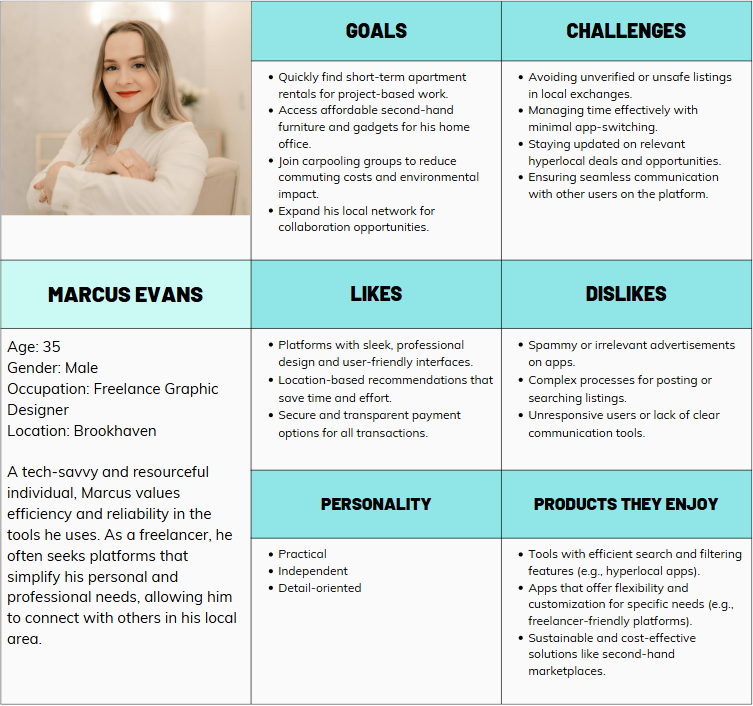 GOALS
• Quickly find short-term apartment
rentals for project-based work.
• Access affordable second-hand
furniture and gadgets for his home
office.
• Join carpooling groups to reduce
commuting costs and environmental
impact.
• Expand his local network for
collaboration opportunities.
CHALLENGES
• Avoiding unverified or unsafe listings
in local exchanges.
• Managing time effectively with
minimal app-switching.
• Staying updated on relevant
hyperlocal deals and opportunities.
• Ensuring seamless communication
with other users on the platform.
MARCUS EVANS
Age: 35
Gender: Male
Occupation: Freelance Graphic
Designer
Location: Brookhaven
A tech-savvy and resourceful
individual, Marcus values
efficiency and reliability in the
tools he uses. As a freelancer, he
often seeks platforms that
simplify his personal and
professional needs, allowing him
to connect with others in his local
area.
LIKES
• Platforms with sleek, professional
design and user-friendly interfaces.
• Location-based recommendations that
save time and effort.
• Secure and transparent payment
options for all transactions.
DISLIKES
• Spammy or irrelevant advertisements
on apps.
• Complex processes for posting or
searching listings.
• Unresponsive users or lack of clear
communication tools.
PERSONALITY
• Practical
• Independent
• Detail-oriented
PRODUCTS THEY ENJOY
• Tools with efficient search and filtering
features (e.g., hyperlocal apps).
• Apps that offer flexibility and
customization for specific needs (e.g.,
freelancer-friendly platforms).
• Sustainable and cost-effective
solutions like second-hand
marketplaces.